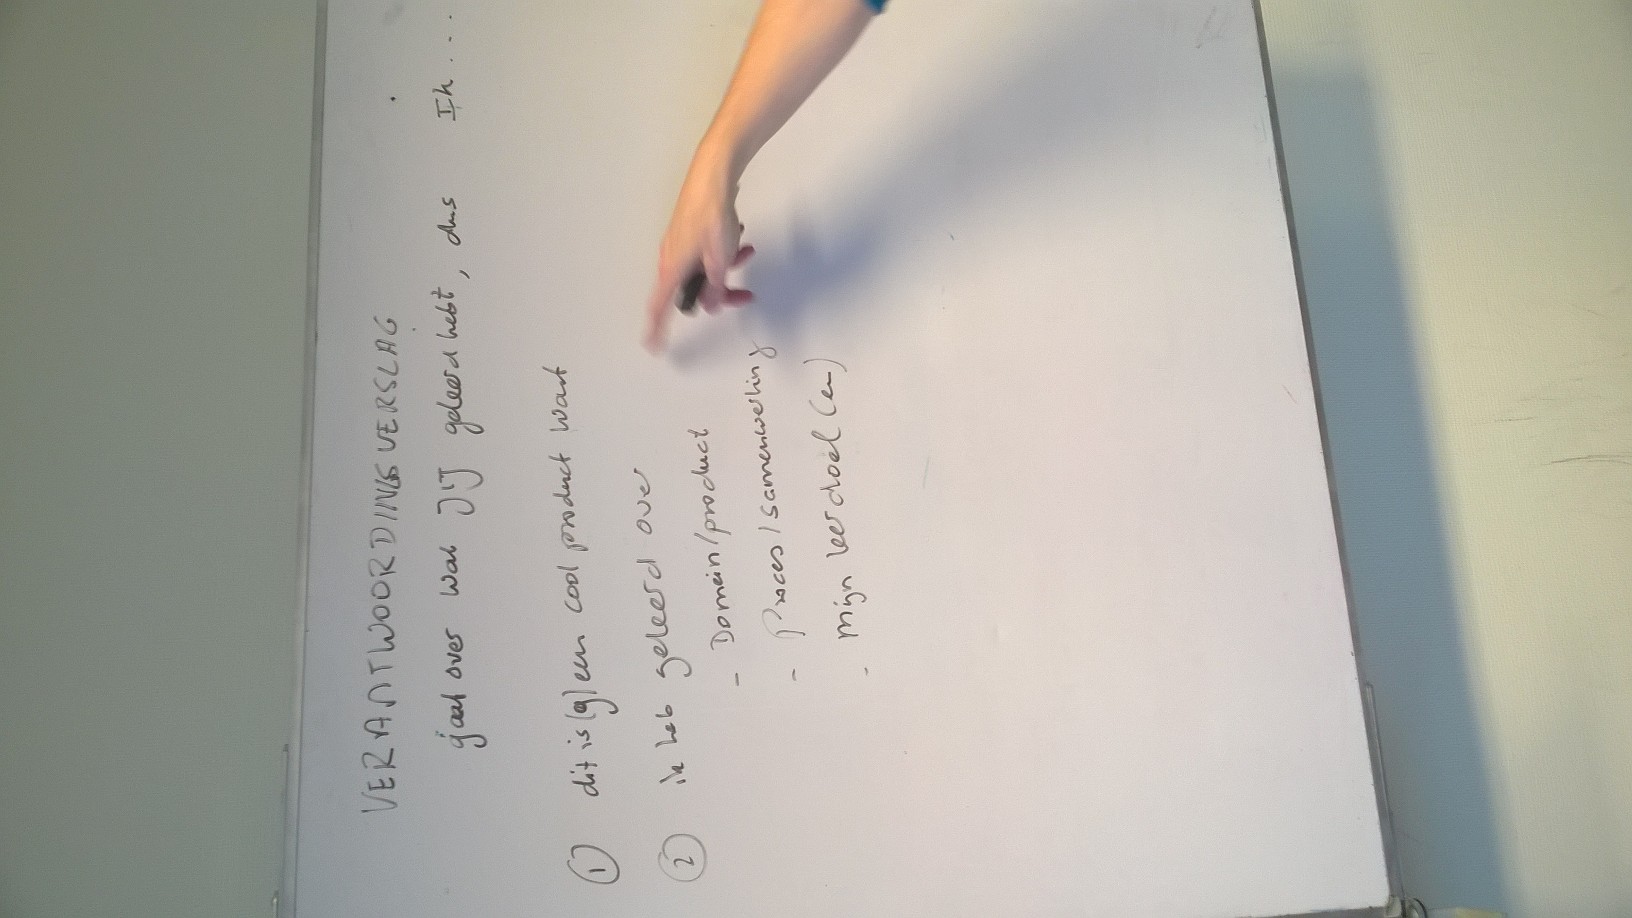 VERANTWOORDINGSVERSLAG
gaat over wat JIJ geleerd hebt, dus Ik...
1 dit is (g)een cool product want
2 ik heb geleerd over
- Domein/product
- Proces/samenwerking
- Mijn leerdoel(en)